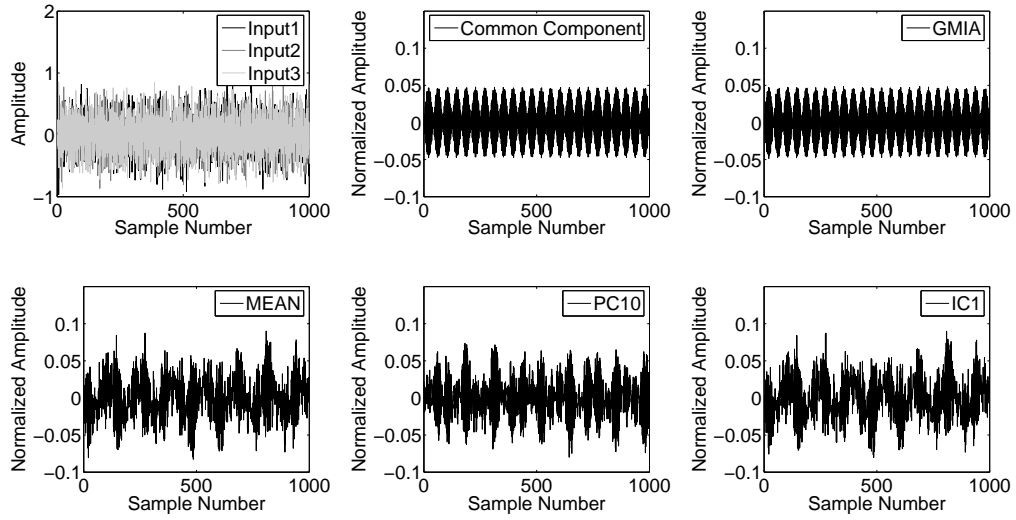 Input1
Input2
Input3
Amplitude
2
1
0
−1
0
500
1000
Sample Number
Common Component
Normalized Amplitude
0.1
0.05
0
−0.05
−0.1
0
500
1000
Sample Number
GMIA
Normalized Amplitude
0.1
0.05
0
−0.05
−0.1
0
500
1000
Sample Number
MEAN
Normalized Amplitude
0.1
0.05
0
−0.05
−0.1
0
500
1000
Sample Number
PC10
Normalized Amplitude
0.1
0.05
0
−0.05
−0.1
0
500
1000
Sample Number
IC1
Normalized Amplitude
0.1
0.05
0
−0.05
−0.1
0
500
1000
Sample Number